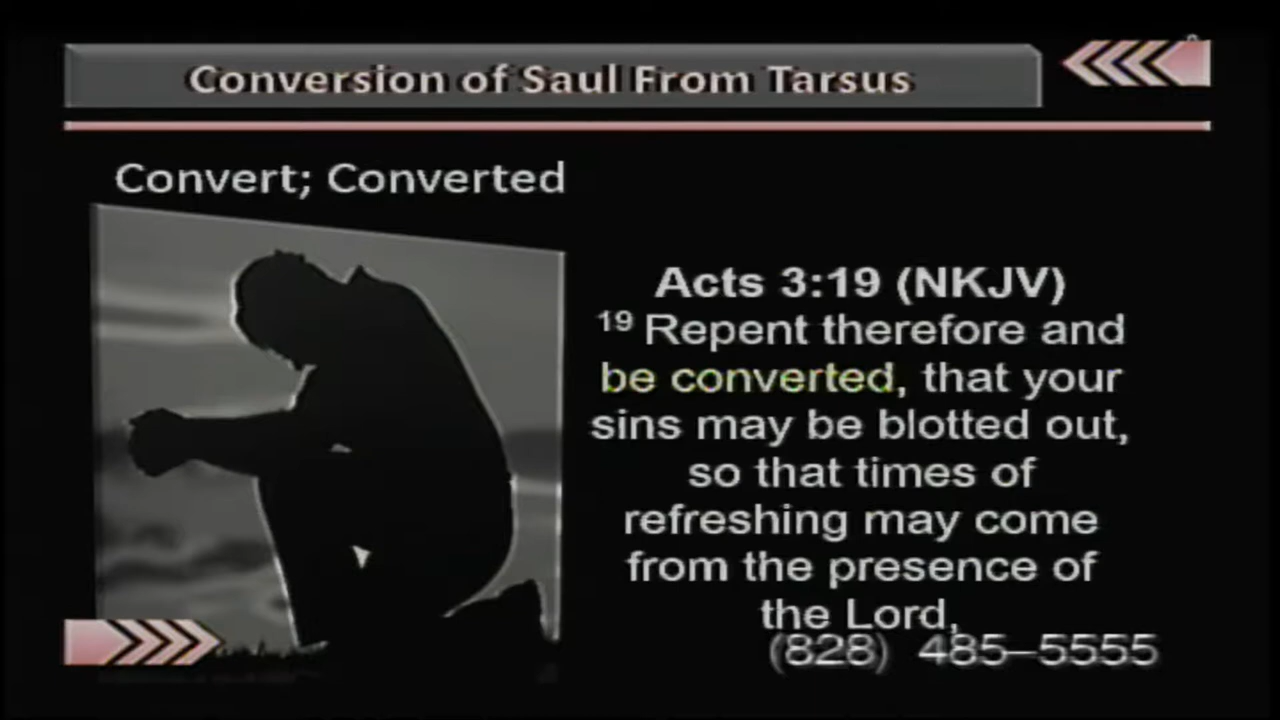 Conversion of Saul From Tarsus
Convert; Converted
Acts 3:19 (NKJV)
19 Repent therefore and
be converted, that your
sins may be blotted out,
so that times of
refreshing may come
from the presence of
the Lord,
(828) 485–5555